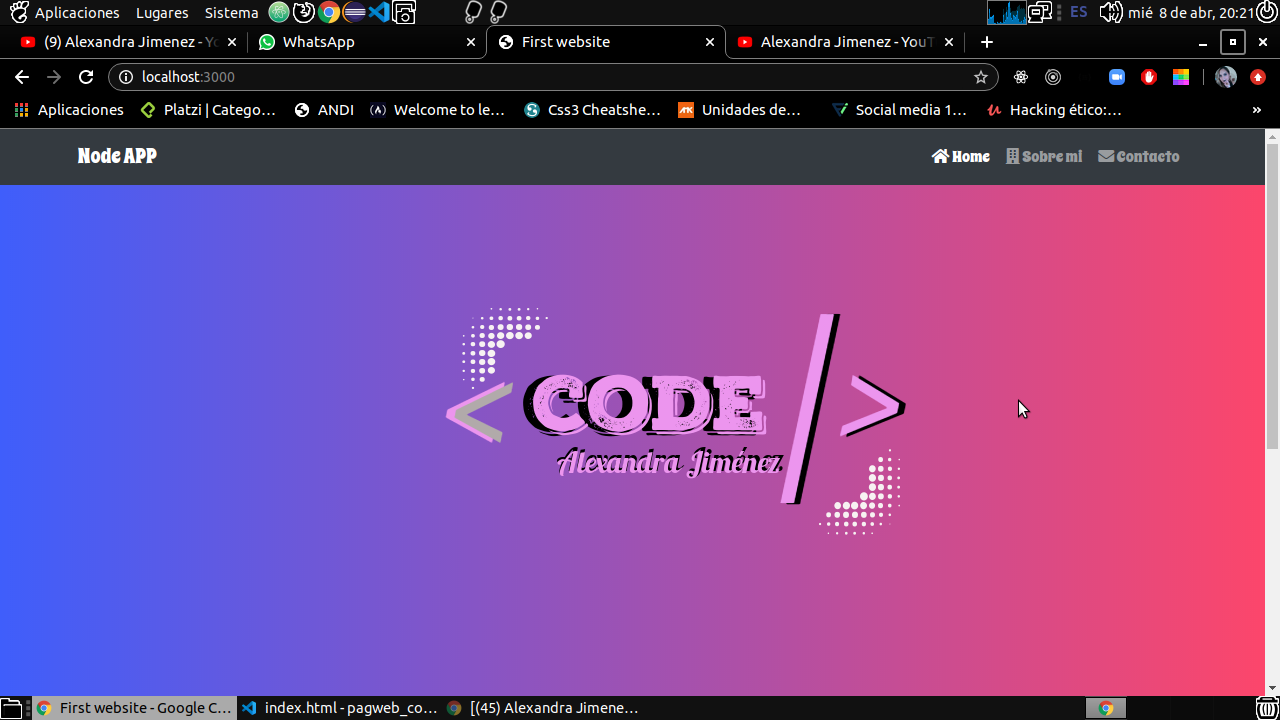 Aplicaciones Lugares Sistema ES mié 8 de abr, 20:21
(9) Alexandra Jimenez - Yo WhatsApp First website Alexandra Jimenez - YouT
localhost:3000
Aplicaciones Platzi | Catego… ANDI Welcome to le… Css3 Cheatshe… Unidades de… Social media 1… Hacking ético:… »
Node APP Home Sobre mi Contacto
< CODE / >
Alexandra Jiménez
First website - Google C… index.html - pagweb_co… [(45) Alexandra Jimene…